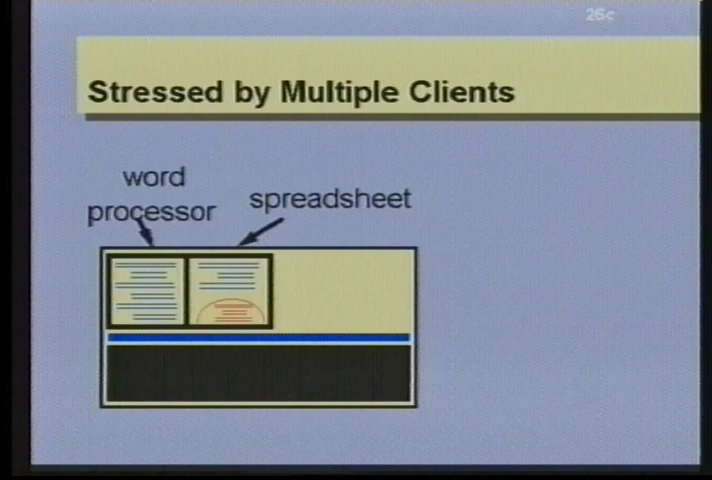 26c
Stressed by Multiple Clients
word
processor
spreadsheet